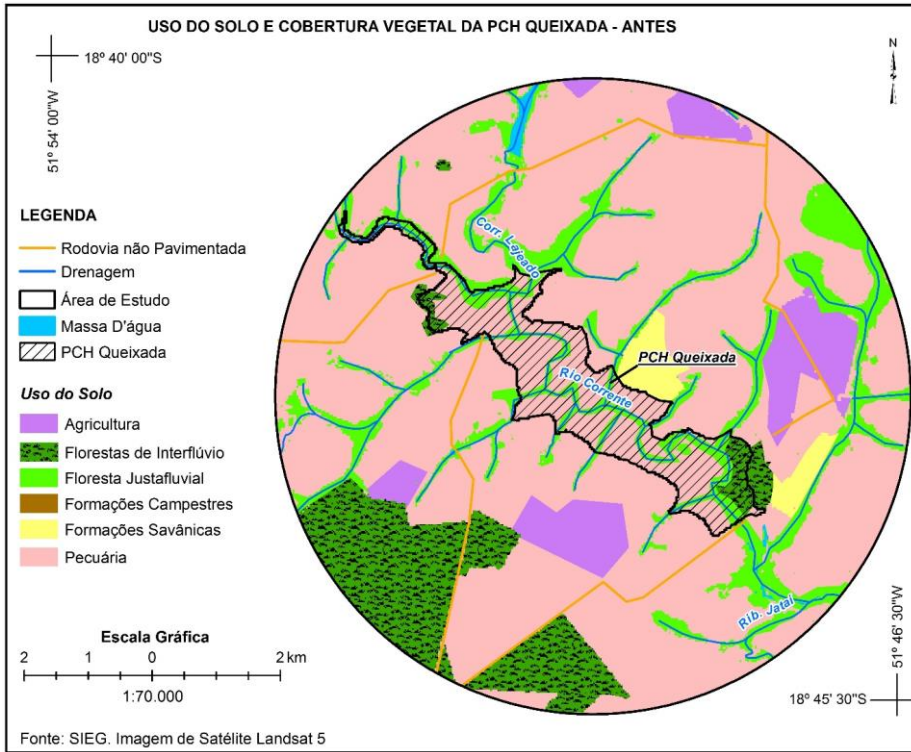 USO DO SOLO E COBERTURA VEGETAL DA PCH QUEIXADA - ANTES
18º 40' 00"S
51º 54' 00"W
N
LEGENDA
Rodovia não Pavimentada
Drenagem
Área de Estudo
Massa D'água
PCH Queixada
Uso do Solo
Agricultura
Florestas de Interflúvio
Floresta Justafluvial
Formações Campestres
Formações Savânicas
Pecuária
Corr. Lajeado
PCH Queixada
Rio Corrente
Rib. Jataí
Escala Gráfica
2 1 0 2 km
1:70.000
51º 46' 30"W
18º 45' 30"S
Fonte: SIEG. Imagem de Satélite Landsat 5